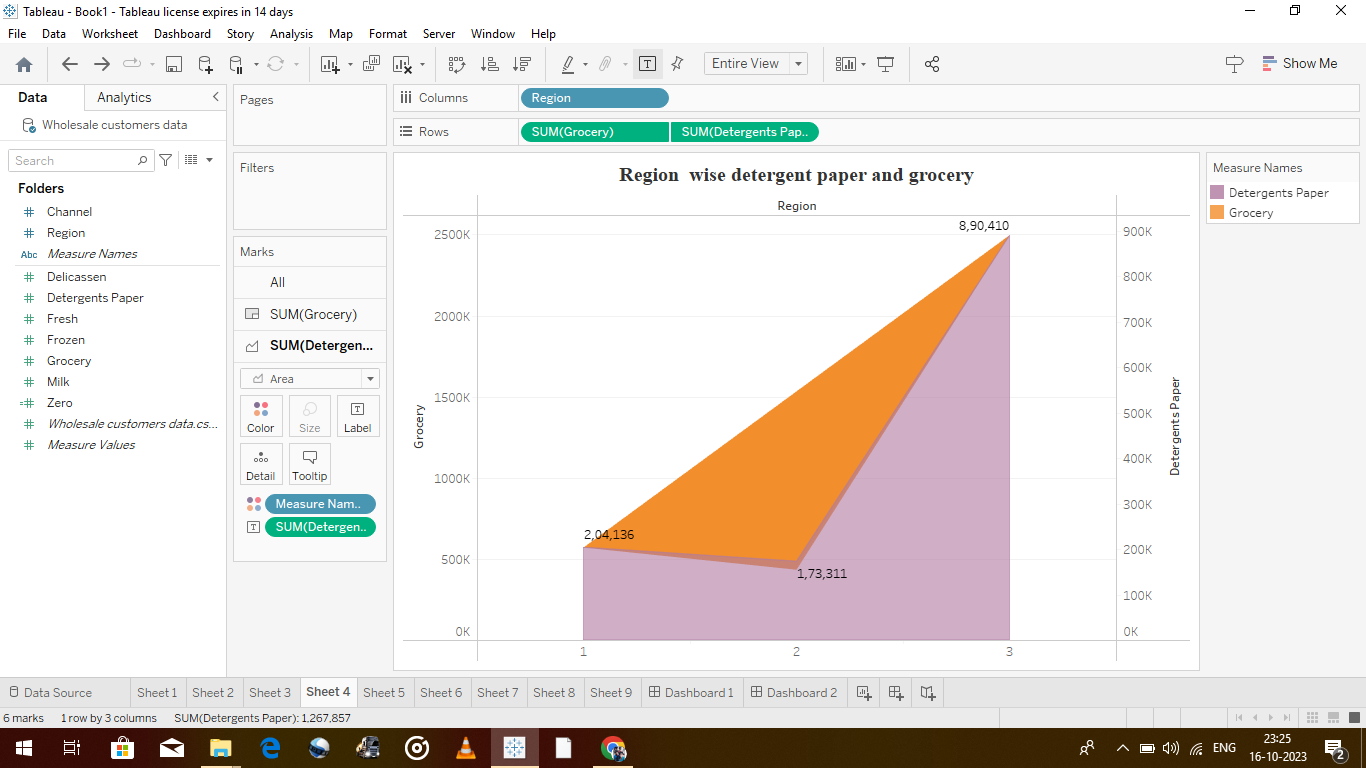 Tableau - Book1 - Tableau license expires in 14 days
File Data Worksheet Dashboard Story Analysis Map Format Server Window Help
Entire View
Show Me
Data Analytics
Wholesale customers data
Search
Folders
Channel
Region
Abc Measure Names
Delicassen
Detergents Paper
Fresh
Frozen
Grocery
Milk
Zero
Wholesale customers data.cs...
Measure Values
Pages
Filters
Marks
All
SUM(Grocery)
SUM(Detergen...
Area
Color Size Label
Detail Tooltip
Measure Nam..
SUM(Detergen..
Columns Region
Rows SUM(Grocery) SUM(Detergents Pap..
Region wise detergent paper and grocery
Region
8,90,410
2500K
2000K
1500K
1000K
500K
0K
Grocery
2,04,136
1,73,311
900K
800K
700K
600K
500K
400K
300K
200K
100K
0K
Detergents Paper
1 2 3
Measure Names
Detergents Paper
Grocery
Data Source Sheet 1 Sheet 2 Sheet 3 Sheet 4 Sheet 5 Sheet 6 Sheet 7 Sheet 8 Sheet 9 Dashboard 1 Dashboard 2
6 marks 1 row by 3 columns SUM(Detergents Paper): 1,267,857
ENG
23:25
16-10-2023
2